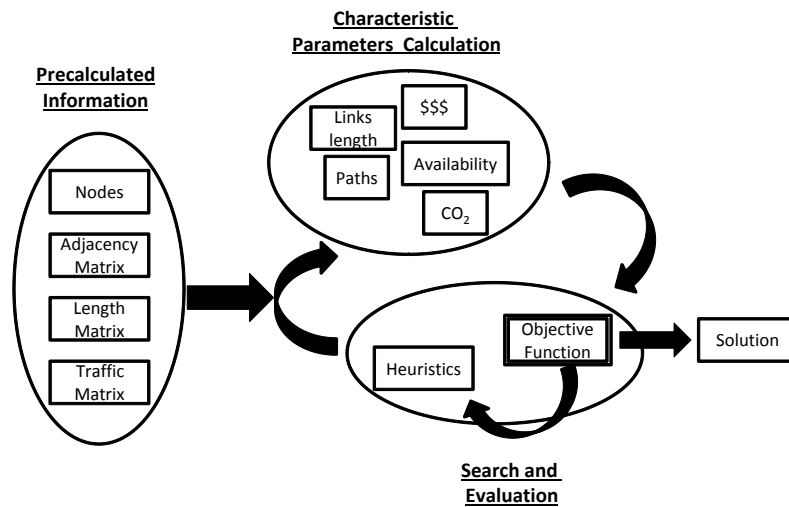 Characteristic
Parameters Calculation
Precalculated
Information
Nodes
Adjacency
Matrix
Length
Matrix
Traffic
Matrix
$$$
Links
length
Availability
Paths
CO₂
Objective
Function
Heuristics
Solution
Search and
Evaluation